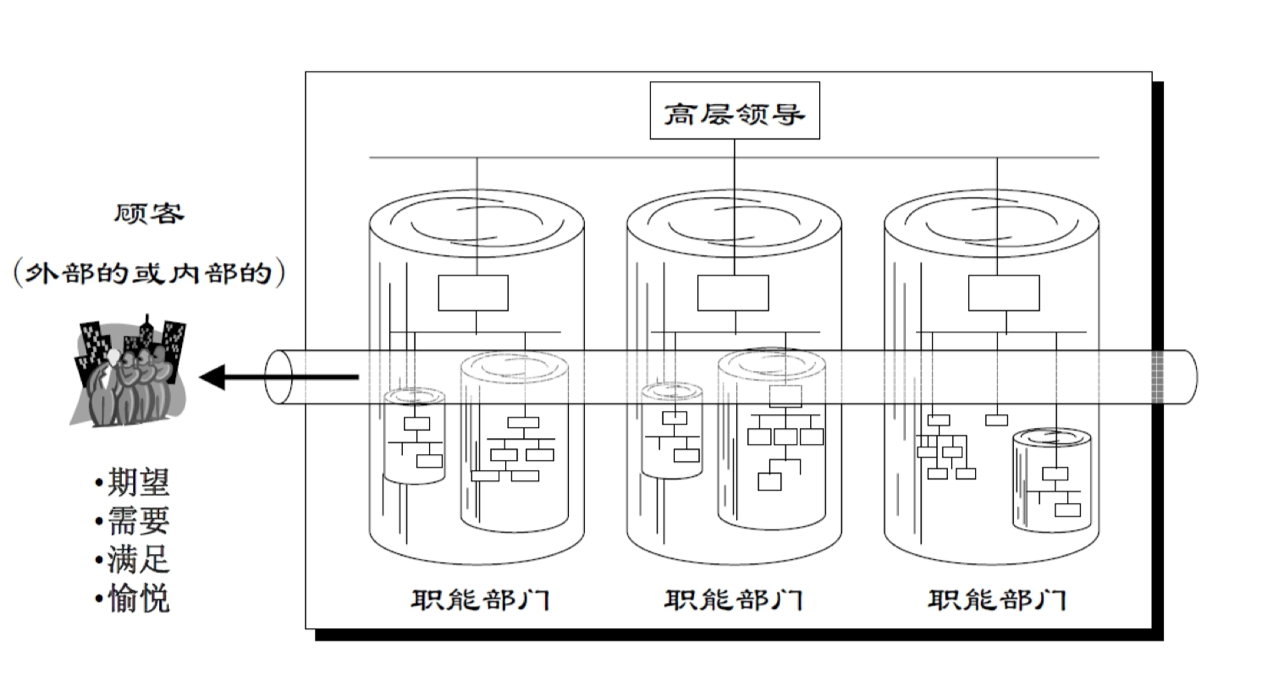 高层领导
顾客
（外部的或内部的）
•期望
•需要
•满足
•愉悦
职能部门
职能部门
职能部门